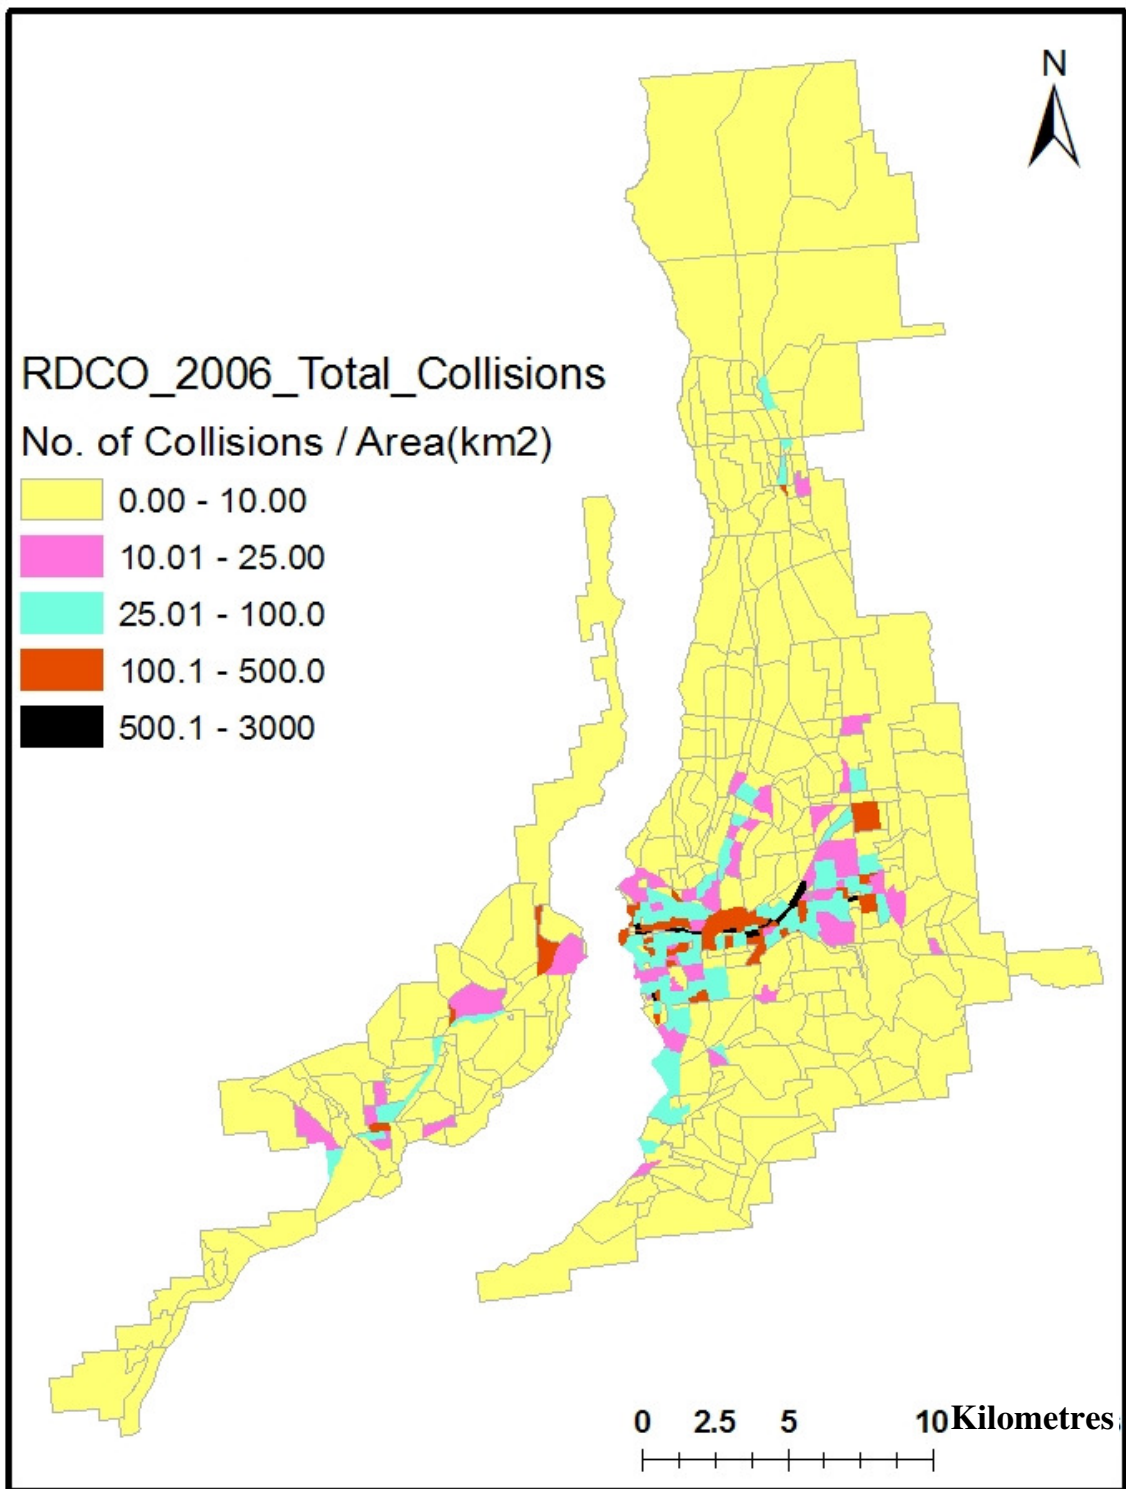 N
RDCO_2006_Total_Collisions
No. of Collisions / Area(km2)
0.00 - 10.00
10.01 - 25.00
25.01 - 100.0
100.1 - 500.0
500.1 - 3000
0 2.5 5 10 Kilometres